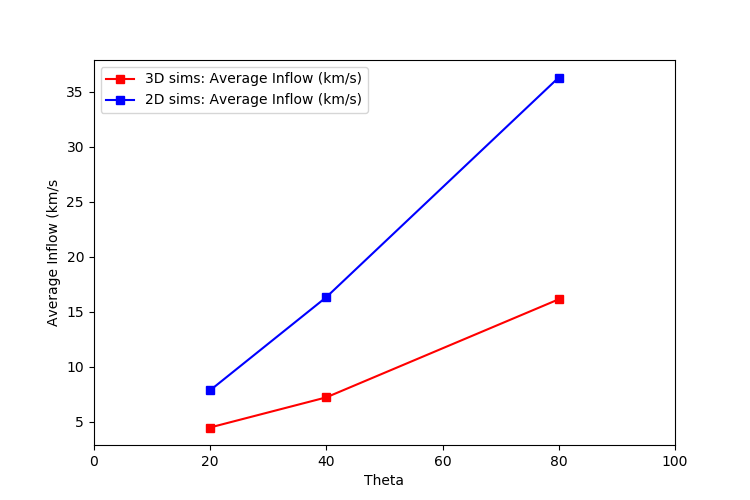 3D sims: Average Inflow (km/s)
2D sims: Average Inflow (km/s)
35
30
25
20
15
10
5
Average Inflow (km/s
0 20 40 60 80 100
Theta